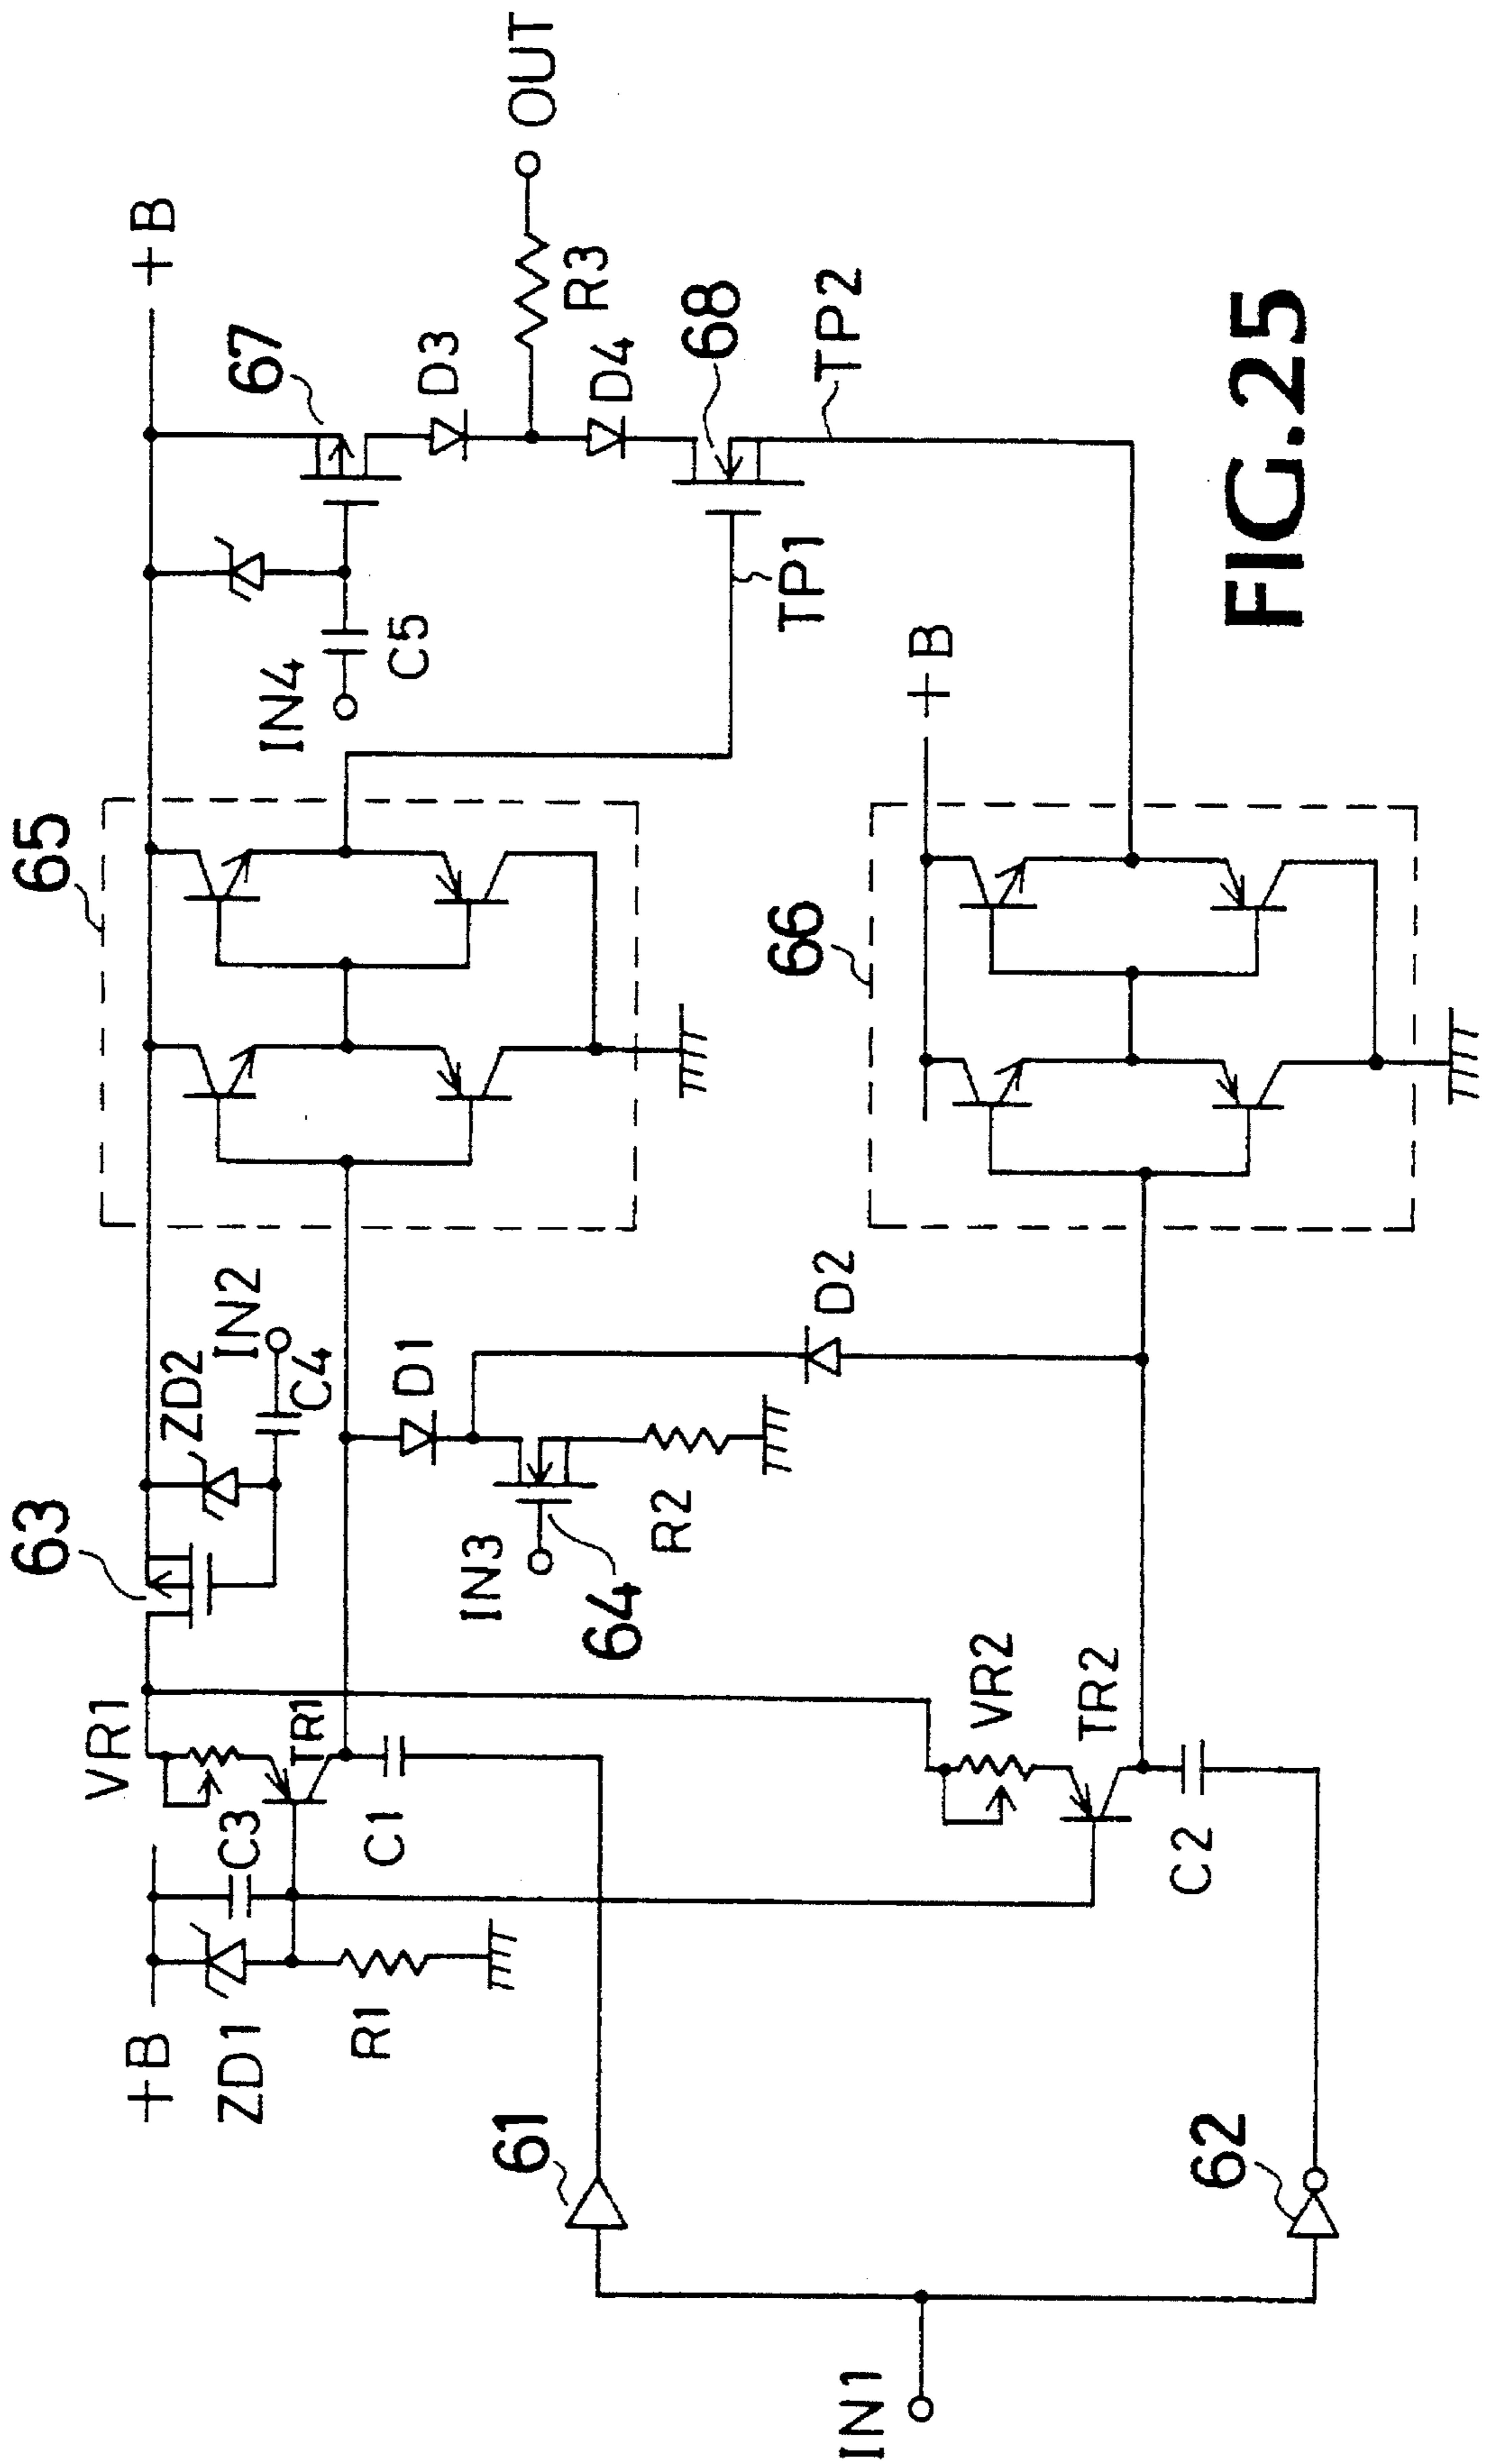 +B
ZD1
C3
R1
VR1
TR1
C1
61
IN1
62
C2
VR2
TR2
63
ZD2
IN2
C4
D1
IN3
64
R2
D2
65
66
+B
IN4
C5
67
+B
D3
OUT
R3
D4
68
TP1
TP2
FIG.25